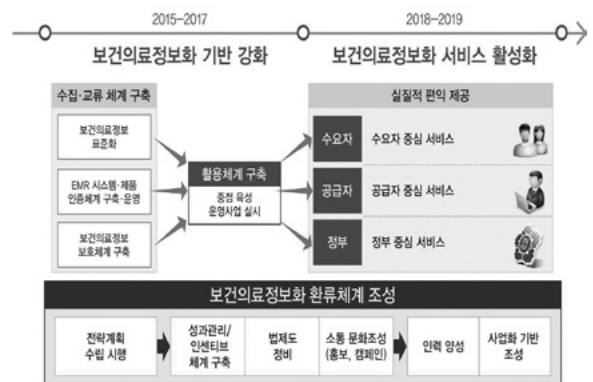 2015-2017
2018-2019
보건의료정보화 기반 강화
보건의료정보화 서비스 활성화
수집·교류 체계 구축
보건의료정보
표준화
EMR 시스템·제품
인증체계 구축·운영
보건의료정보
보호체계 구축
활용체계 구축
중점 육성
운영사업 실시
실질적 편익 제공
수요자
수요자 중심 서비스
공급자
공급자 중심 서비스
정부
정부 중심 서비스
보건의료정보화 환류체계 조성
전략계획
수립 시행
성과관리/
인센티브
체계 구축
법제도
정비
소통 문화조성
(홍보, 캠페인)
인력 양성
사업화 기반
조성